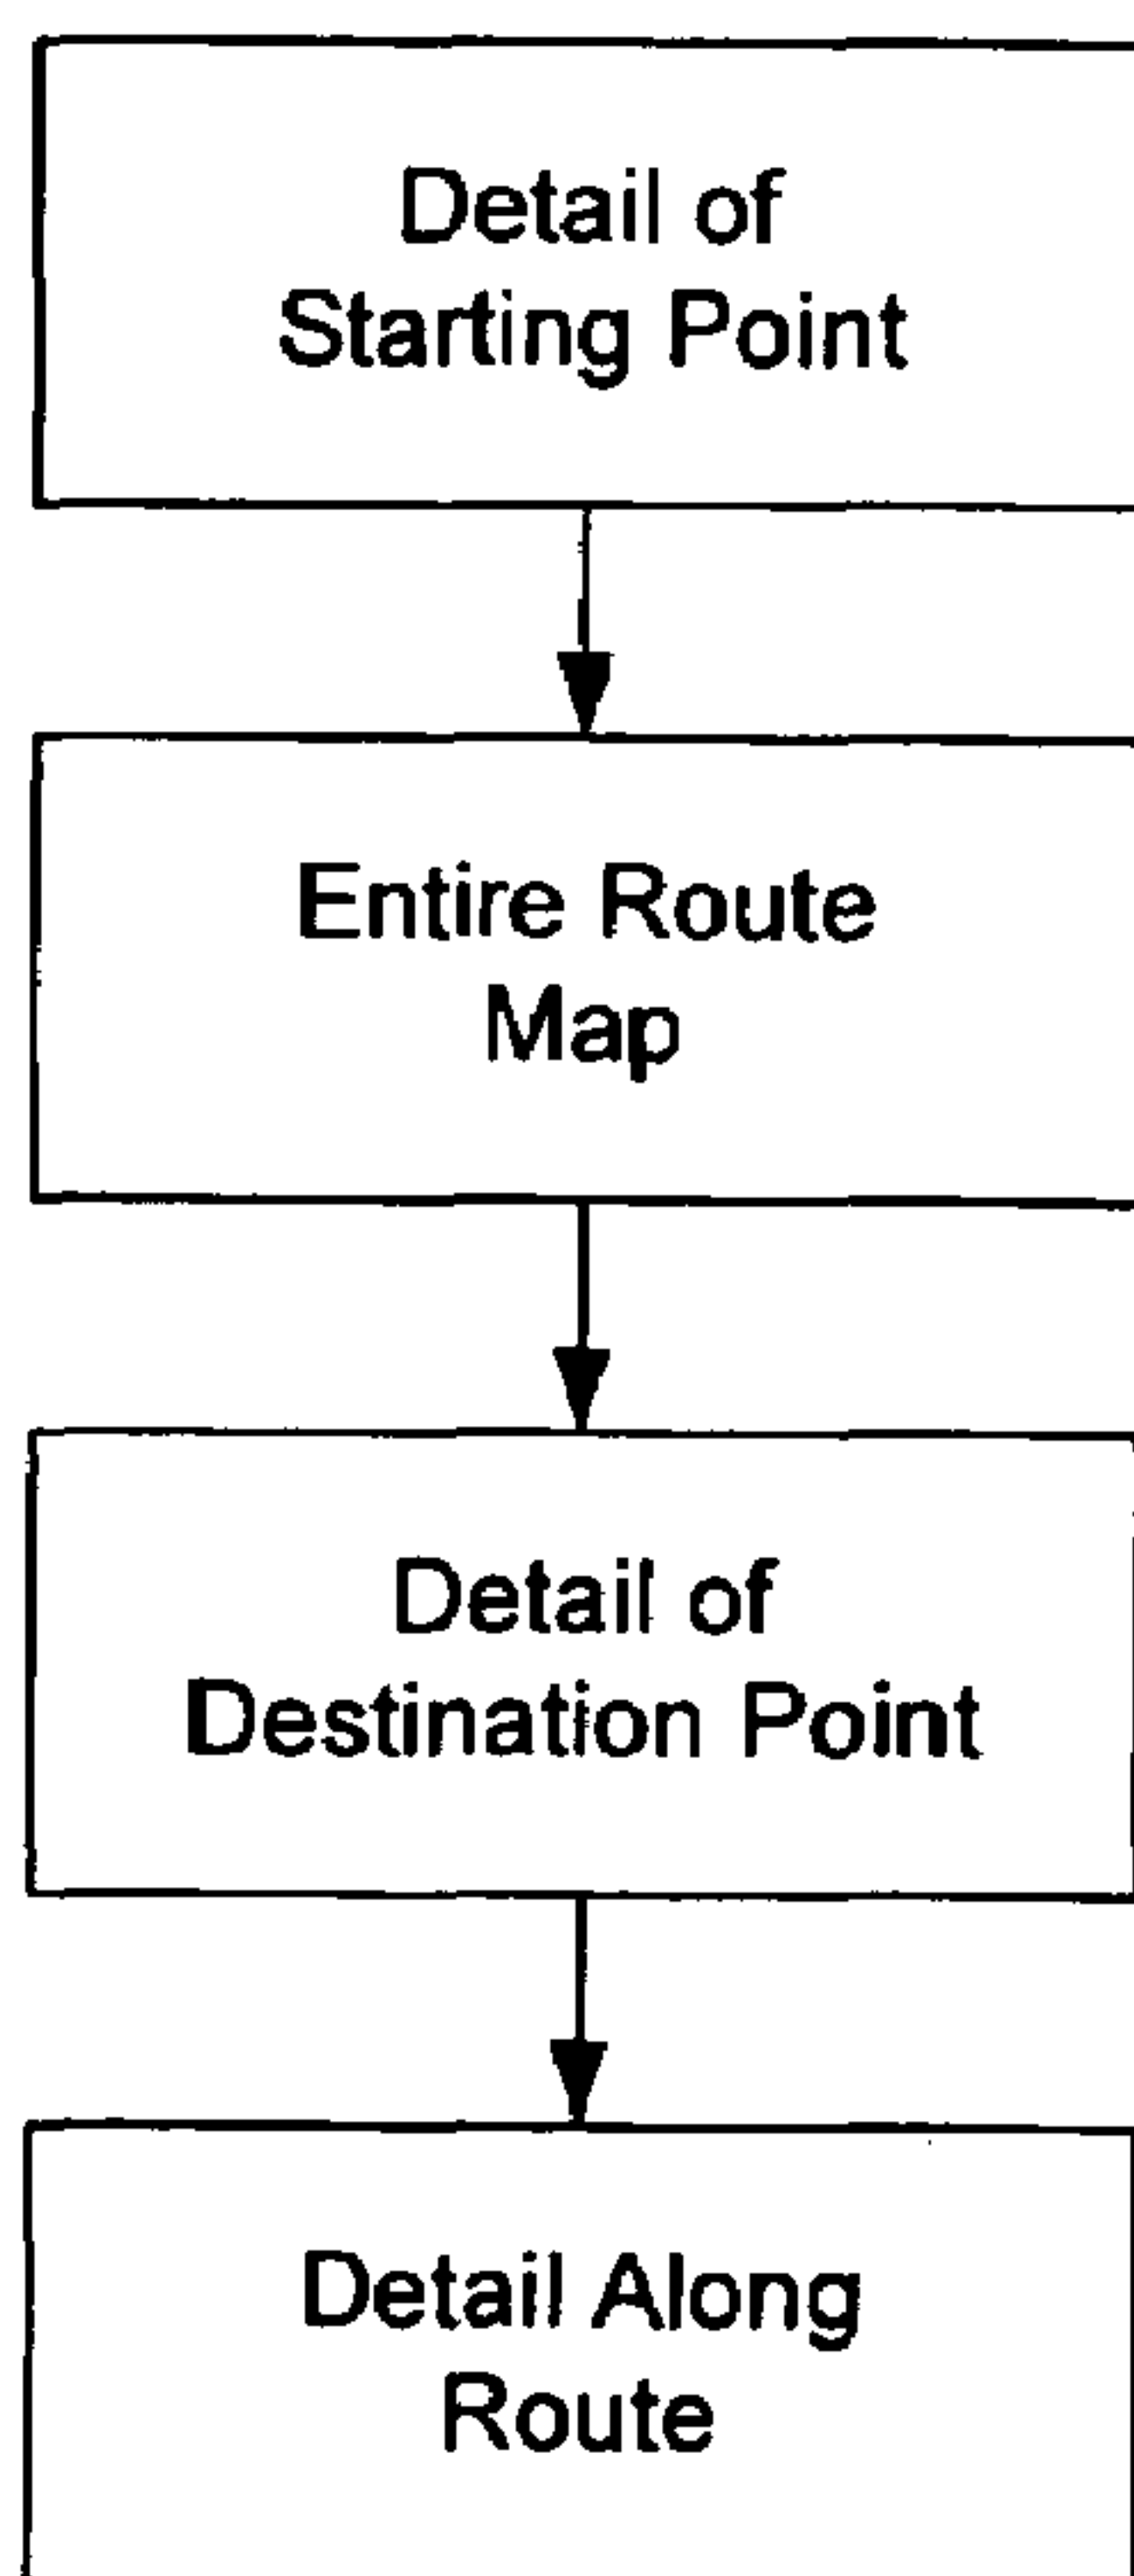 Detail of
Starting Point
Entire Route
Map
Detail of
Destination Point
Detail Along
Route